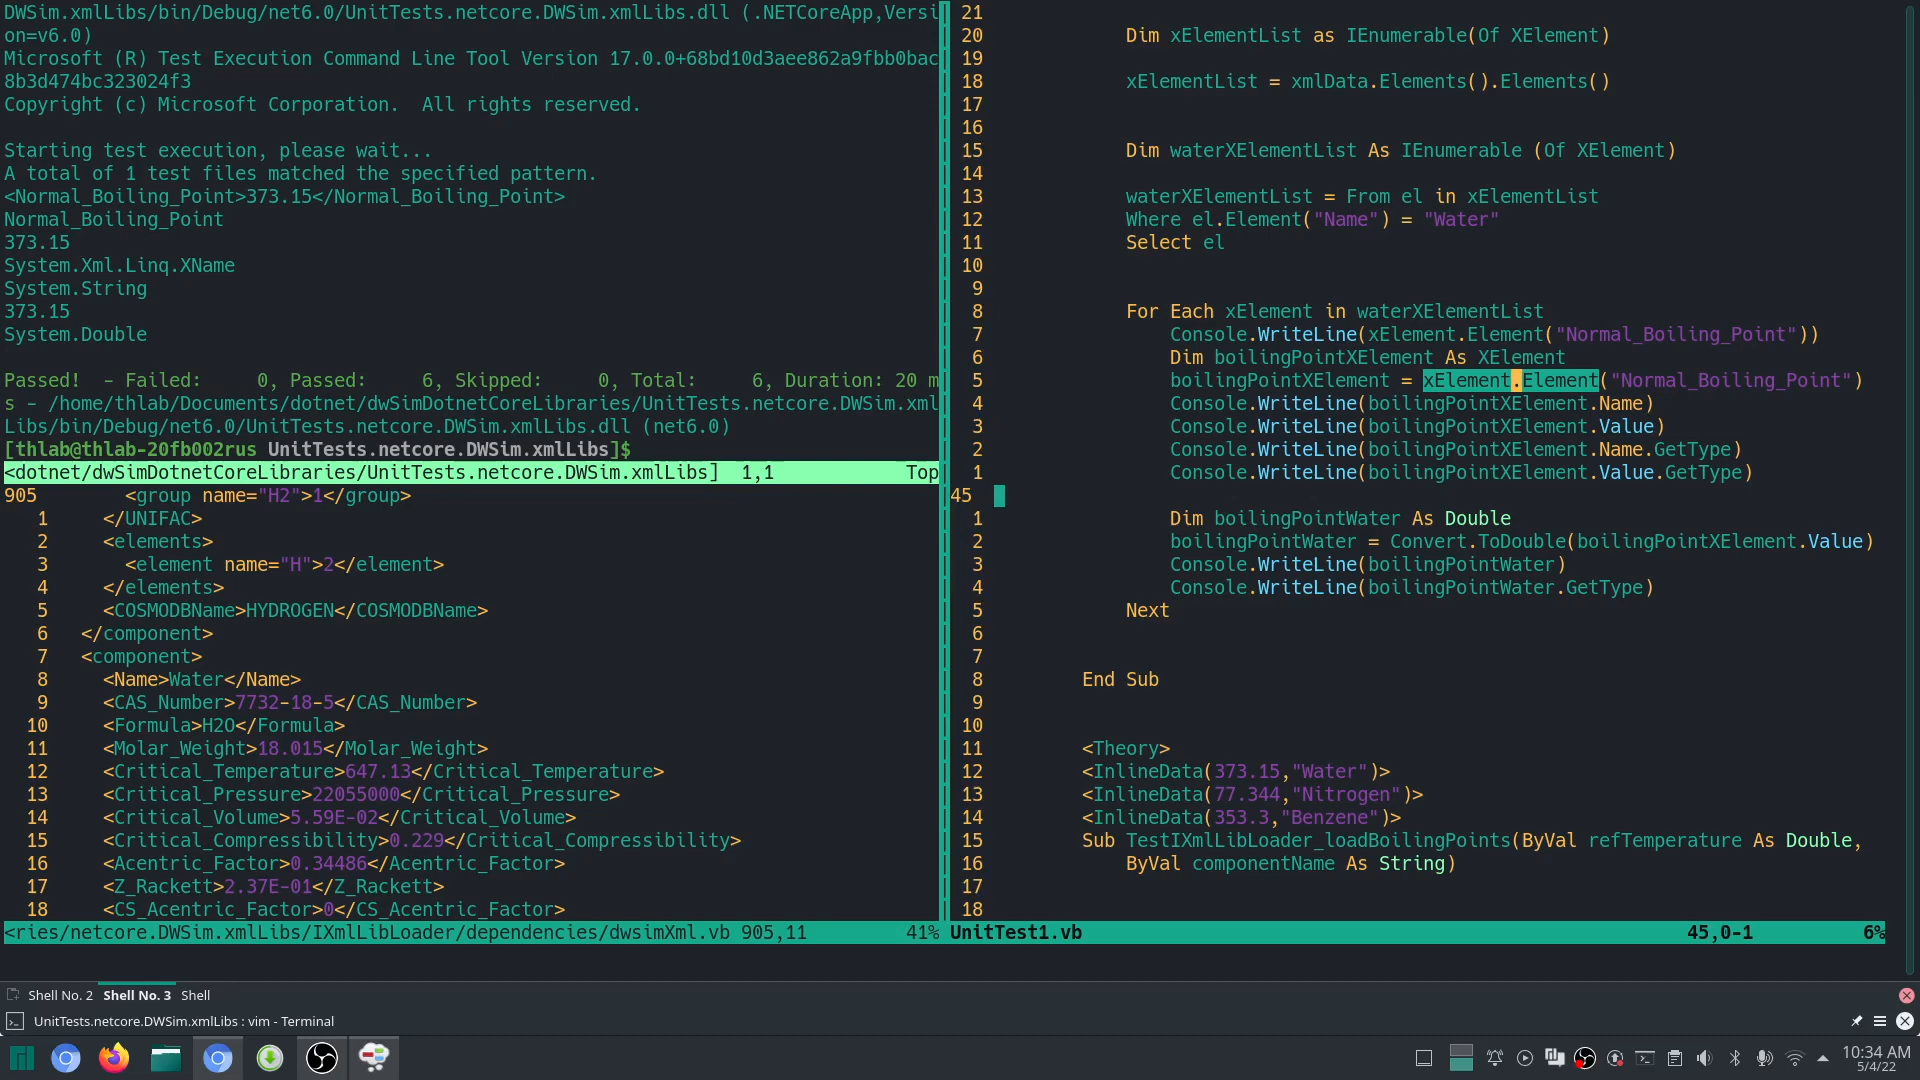 DWSim.xmlLibs/bin/Debug/net6.0/UnitTests.netcore.DWSim.xmlLibs.dll (.NETCoreApp,Versi
on=v6.0)
Microsoft (R) Test Execution Command Line Tool Version 17.0.0+68bd10d3aee862a9fbb0bac
8b3d474bc323024f3
Copyright (c) Microsoft Corporation.  All rights reserved.
Starting test execution, please wait...
A total of 1 test files matched the specified pattern.
<Normal_Boiling_Point>373.15</Normal_Boiling_Point>
Normal_Boiling_Point
373.15
System.Xml.Linq.XName
System.String
373.15
System.Double
Passed!  - Failed:     0, Passed:     6, Skipped:     0, Total:     6, Duration: 20 m
s - /home/thlab/Documents/dotnet/dwSimDotnetCoreLibraries/UnitTests.netcore.DWSim.xml
Libs/bin/Debug/net6.0/UnitTests.netcore.DWSim.xmlLibs.dll (net6.0)
[thlab@thlab-20fb002rus UnitTests.netcore.DWSim.xmlLibs]$
<dotnet/dwSimDotnetCoreLibraries/UnitTests.netcore.DWSim.xmlLibs]  1,1            Top
905        <group name="H2">1</group>
1     </UNIFAC>
2     <elements>
3       <element name="H">2</element>
4     </elements>
5     <COSMODBName>HYDROGEN</COSMODBName>
6   </component>
7   <component>
8     <Name>Water</Name>
9     <CAS_Number>7732-18-5</CAS_Number>
10     <Formula>H2O</Formula>
11     <Molar_Weight>18.015</Molar_Weight>
12     <Critical_Temperature>647.13</Critical_Temperature>
13     <Critical_Pressure>22055000</Critical_Pressure>
14     <Critical_Volume>5.59E-02</Critical_Volume>
15     <Critical_Compressibility>0.229</Critical_Compressibility>
16     <Acentric_Factor>0.34486</Acentric_Factor>
17     <Z_Rackett>2.37E-01</Z_Rackett>
18     <CS_Acentric_Factor>0</CS_Acentric_Factor>
<ries/netcore.DWSim.xmlLibs/IXmlLibLoader/dependencies/dwsimXml.vb 905,11         41%
21
20             Dim xElementList as IEnumerable(Of XElement)
19
18             xElementList = xmlData.Elements().Elements()
17
16
15             Dim waterXElementList As IEnumerable (Of XElement)
14
13             waterXElementList = From el in xElementList
12             Where el.Element("Name") = "Water"
11             Select el
10
9
8             For Each xElement in waterXElementList
7                 Console.WriteLine(xElement.Element("Normal_Boiling_Point"))
6                 Dim boilingPointXElement As XElement
5                 boilingPointXElement = xElement.Element("Normal_Boiling_Point")
4                 Console.WriteLine(boilingPointXElement.Name)
3                 Console.WriteLine(boilingPointXElement.Value)
2                 Console.WriteLine(boilingPointXElement.Name.GetType)
1                 Console.WriteLine(boilingPointXElement.Value.GetType)
45
1                 Dim boilingPointWater As Double
2                 boilingPointWater = Convert.ToDouble(boilingPointXElement.Value)
3                 Console.WriteLine(boilingPointWater)
4                 Console.WriteLine(boilingPointWater.GetType)
5             Next
6
7
8         End Sub
9
10
11         <Theory>
12         <InlineData(373.15,"Water")>
13         <InlineData(77.344,"Nitrogen")>
14         <InlineData(353.3,"Benzene")>
15         Sub TestIXmlLibLoader_loadBoilingPoints(ByVal refTemperature As Double,
16             ByVal componentName As String)
17
18
UnitTest1.vb                                                       45,0-1          6%
Shell No. 2  Shell No. 3  Shell
UnitTests.netcore.DWSim.xmlLibs : vim - Terminal
10:34 AM
5/4/22